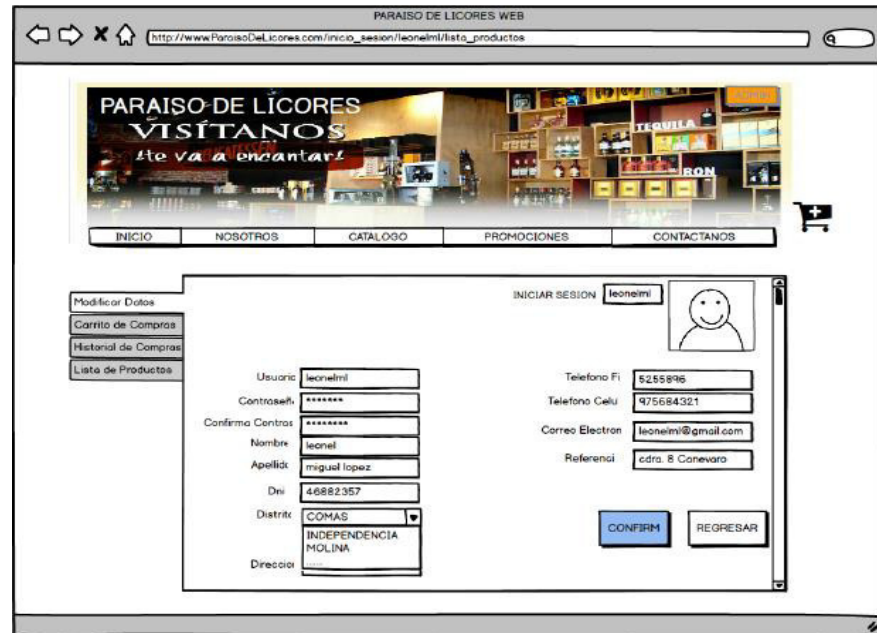 PARAISO DE LICORES WEB
http://www.ParaisoDeLicores.com/inicio_sesion/leonelml/lista_productos
ADMIN
PARAISO DE LICORES
VISÍTANOS
¡te va a encantar!
TEQUILA
RON
INICIO NOSOTROS CATALOGO PROMOCIONES CONTACTANOS
INICIAR SESION leonelml
Modificar Datos
Carrito de Compras
Historial de Compras
Lista de Productos
Usuario leonelml
Contraseñ *******
Confirma Contras ********
Nombre leonel
Apellido miguel lopez
Dni 46882357
Distrito COMAS
INDEPENDENCIA
MOLINA
......
Direccion
Telefono Fi 5255896
Telefono Celu 975684321
Correo Electron leonelml@gmail.com
Referenci cdra. 8 Canevaro
CONFIRM REGRESAR